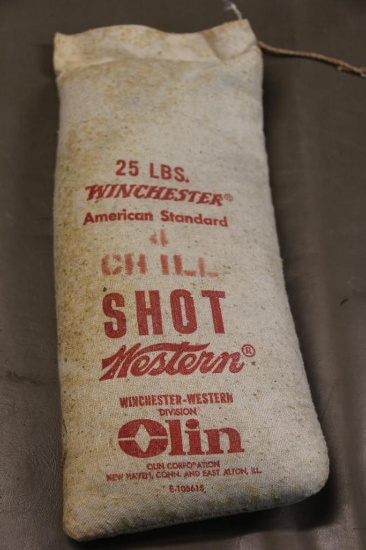 25 LBS.
WINCHESTER®
American Standard
4
CHILL
SHOT
Western®
WINCHESTER-WESTERN
DIVISION
Olin
OLIN CORPORATION
NEW HAVEN, CONN. AND EAST ALTON, ILL.
E-105615